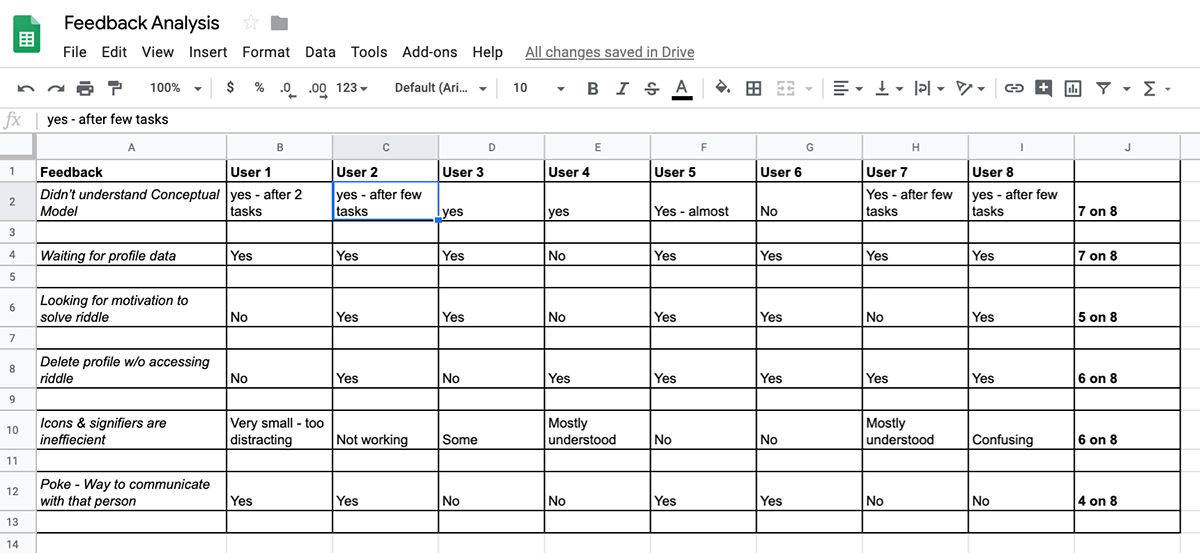 Feedback Analysis
File Edit View Insert Format Data Tools Add-ons Help All changes saved in Drive
100% $ % .0 .00 123 Default (Ari... 10 B I S A
fx yes - after few tasks
A B C D E F G H I J
1 Feedback User 1 User 2 User 3 User 4 User 5 User 6 User 7 User 8
Didn't understand Conceptual yes - after 2 yes - after few Yes - after few yes - after few
2 Model tasks tasks yes yes Yes - almost No tasks tasks 7 on 8
3
4 Waiting for profile data Yes Yes Yes No Yes Yes Yes Yes 7 on 8
5
Looking for motivation to
6 solve riddle No Yes Yes No Yes Yes No Yes 5 on 8
7
Delete profile w/o accessing
8 riddle No Yes No Yes Yes Yes Yes Yes 6 on 8
9
Icons & signifiers are Very small - too Mostly Mostly
10 ineffiecient distracting Not working Some understood No No understood Confusing 6 on 8
11
Poke - Way to communicate
12 with that person Yes Yes No No Yes Yes No No 4 on 8
13
14